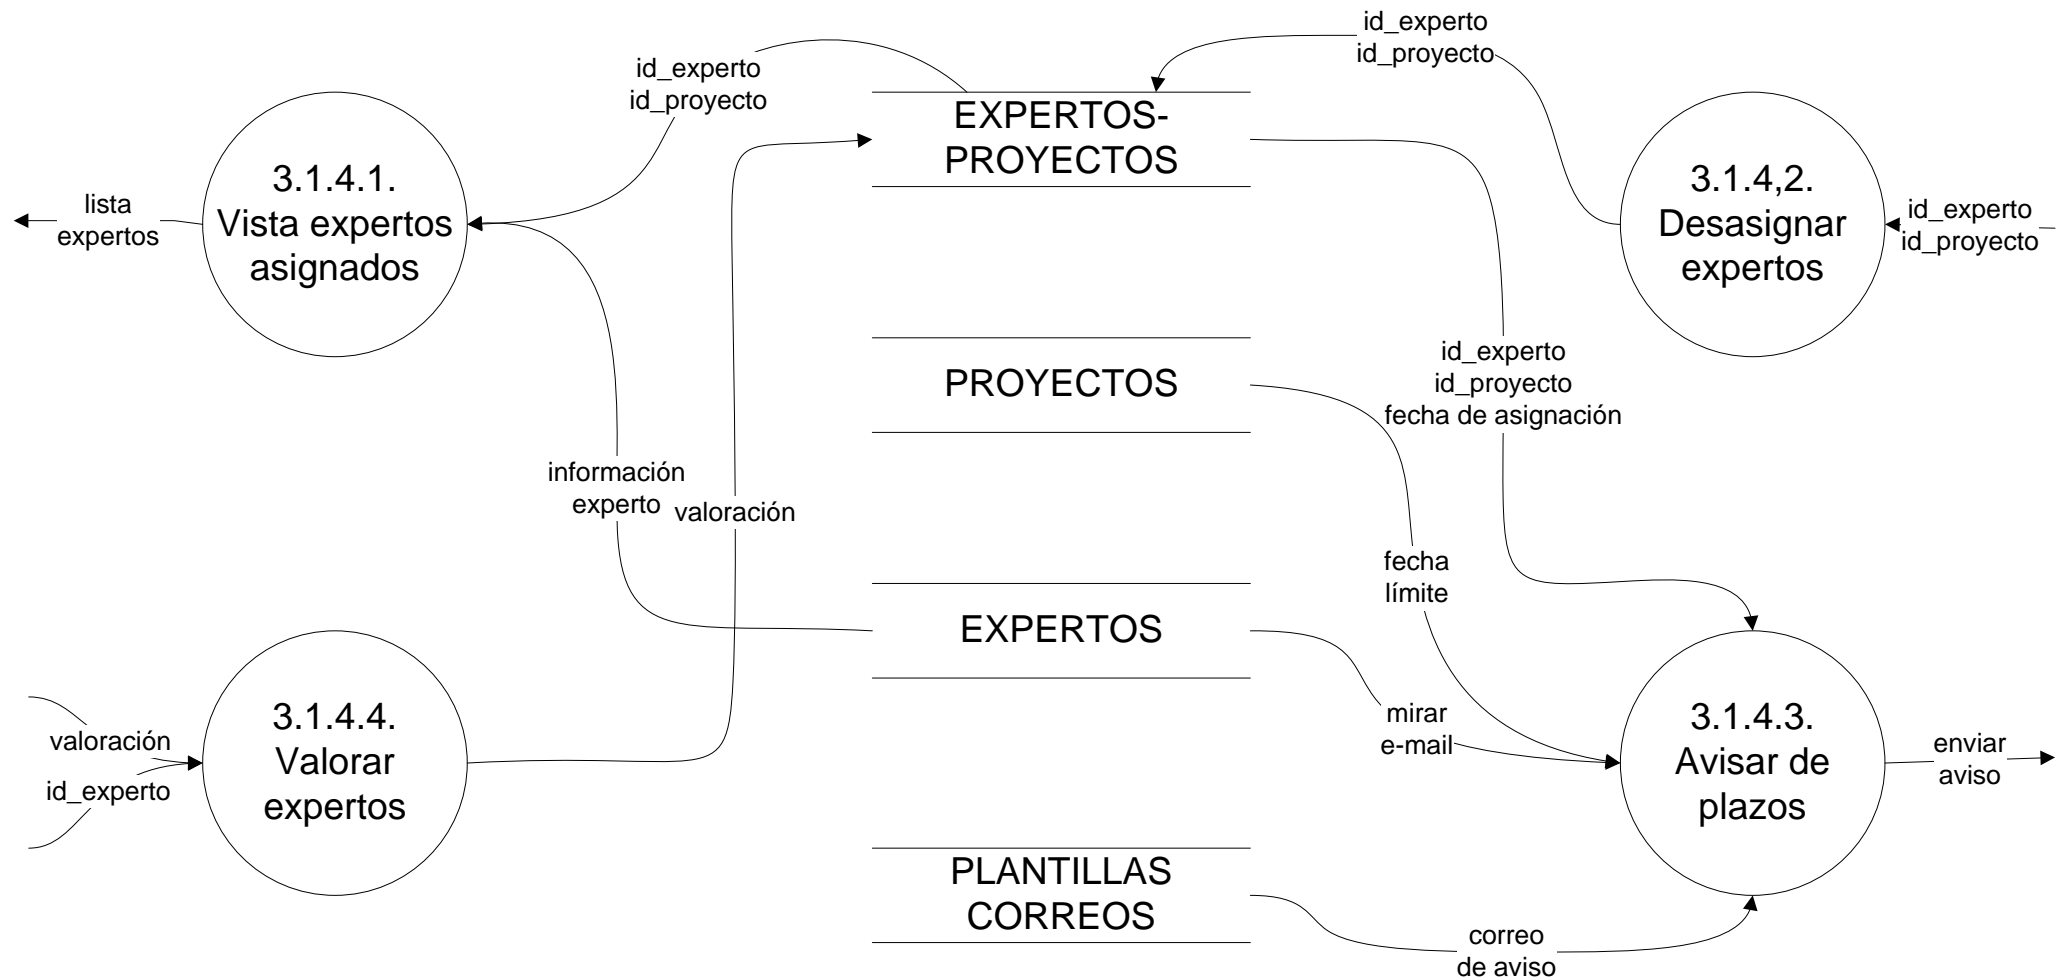 id_experto
id_proyecto
id_experto
id_proyecto
EXPERTOS-
PROYECTOS
3.1.4.1.
Vista expertos
asignados
3.1.4,2.
Desasignar
expertos
lista
expertos
id_experto
id_proyecto
PROYECTOS
id_experto
id_proyecto
fecha de asignación
información
experto
valoración
fecha
límite
EXPERTOS
3.1.4.4.
Valorar
expertos
valoración
id_experto
mirar
e-mail
3.1.4.3.
Avisar de
plazos
enviar
aviso
PLANTILLAS
CORREOS
correo
de aviso